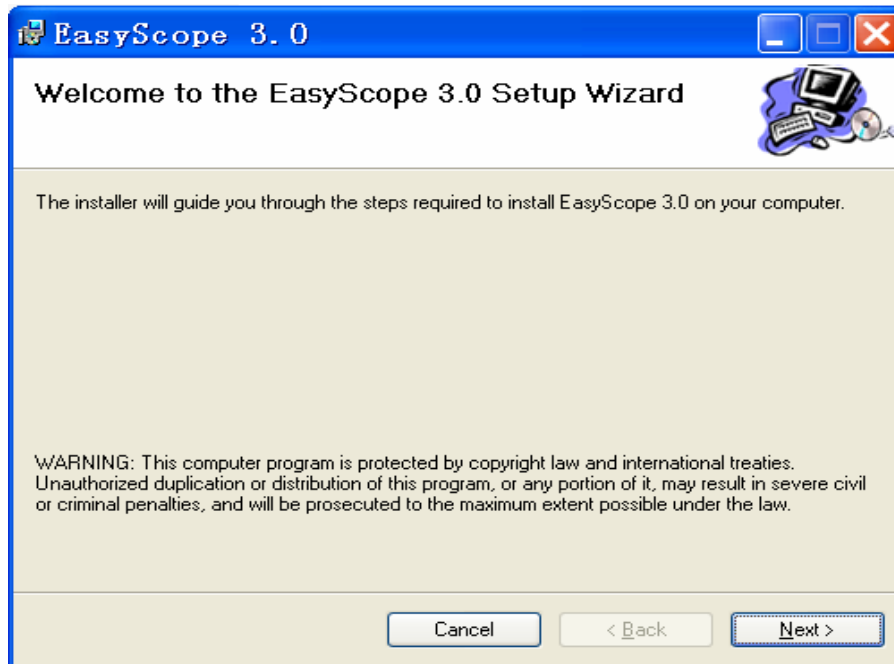 EasyScope 3.0
Welcome to the EasyScope 3.0 Setup Wizard
The installer will guide you through the steps required to install EasyScope 3.0 on your computer.
WARNING: This computer program is protected by copyright law and international treaties.
Unauthorized duplication or distribution of this program, or any portion of it, may result in severe civil
or criminal penalties, and will be prosecuted to the maximum extent possible under the law.
Cancel
< Back
Next >